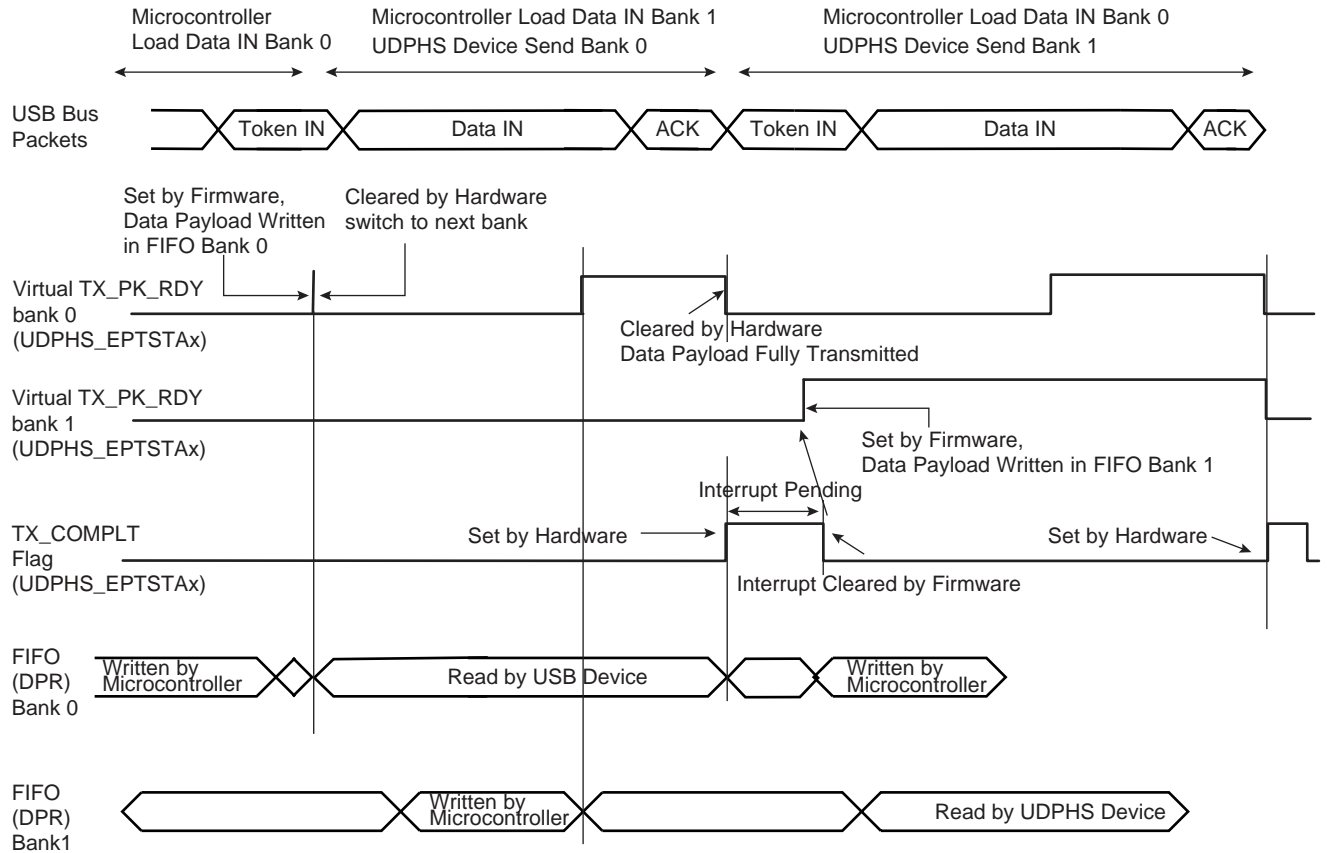 Microcontroller
Load Data IN Bank 0
Microcontroller Load Data IN Bank 1
UDPHS Device Send Bank 0
Microcontroller Load Data IN Bank 0
UDPHS Device Send Bank 1
USB Bus
Packets
Token IN
Data IN
ACK
Token IN
Data IN
ACK
Set by Firmware,
Data Payload Written
in FIFO Bank 0
Cleared by Hardware
switch to next bank
Virtual TX_PK_RDY
bank 0
(UDPHS_EPTSTAx)
Cleared by Hardware
Data Payload Fully Transmitted
Virtual TX_PK_RDY
bank 1
(UDPHS_EPTSTAx)
Set by Firmware,
Data Payload Written in FIFO Bank 1
Interrupt Pending
TX_COMPLT
Flag
(UDPHS_EPTSTAx)
Set by Hardware
Set by Hardware
Interrupt Cleared by Firmware
FIFO
(DPR)
Bank 0
Written by
Microcontroller
Read by USB Device
Written by
Microcontroller
FIFO
(DPR)
Bank1
Written by
Microcontroller
Read by UDPHS Device